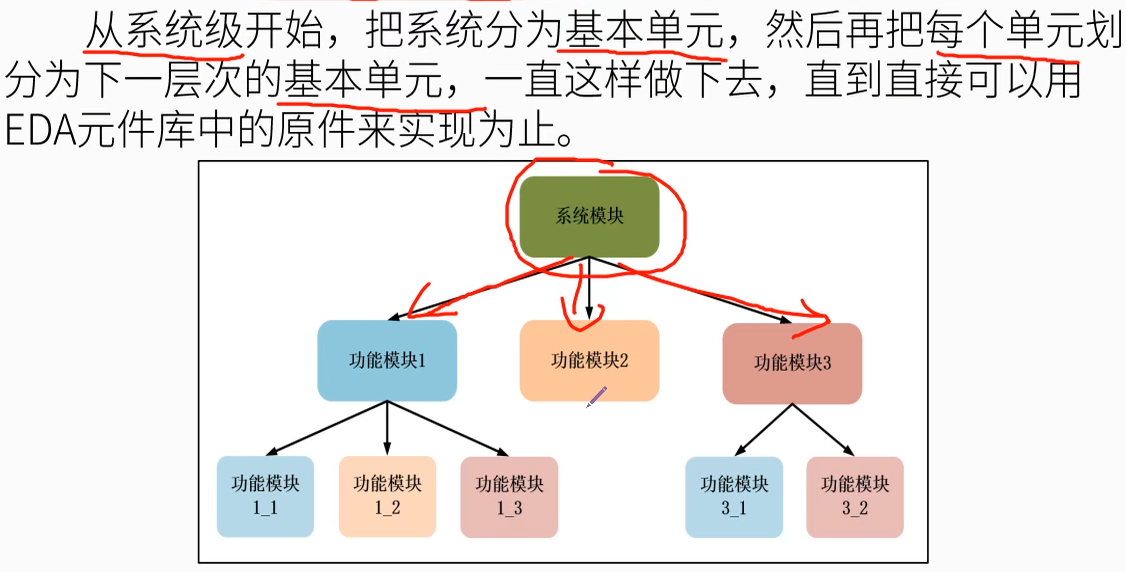 从系统级开始，把系统分为基本单元，然后再把每个单元划
分为下一层次的基本单元，一直这样做下去，直到直接可以用
EDA元件库中的原件来实现为止。
系统模块
功能模块1
功能模块2
功能模块3
功能模块
1_1
功能模块
1_2
功能模块
1_3
功能模块
3_1
功能模块
3_2